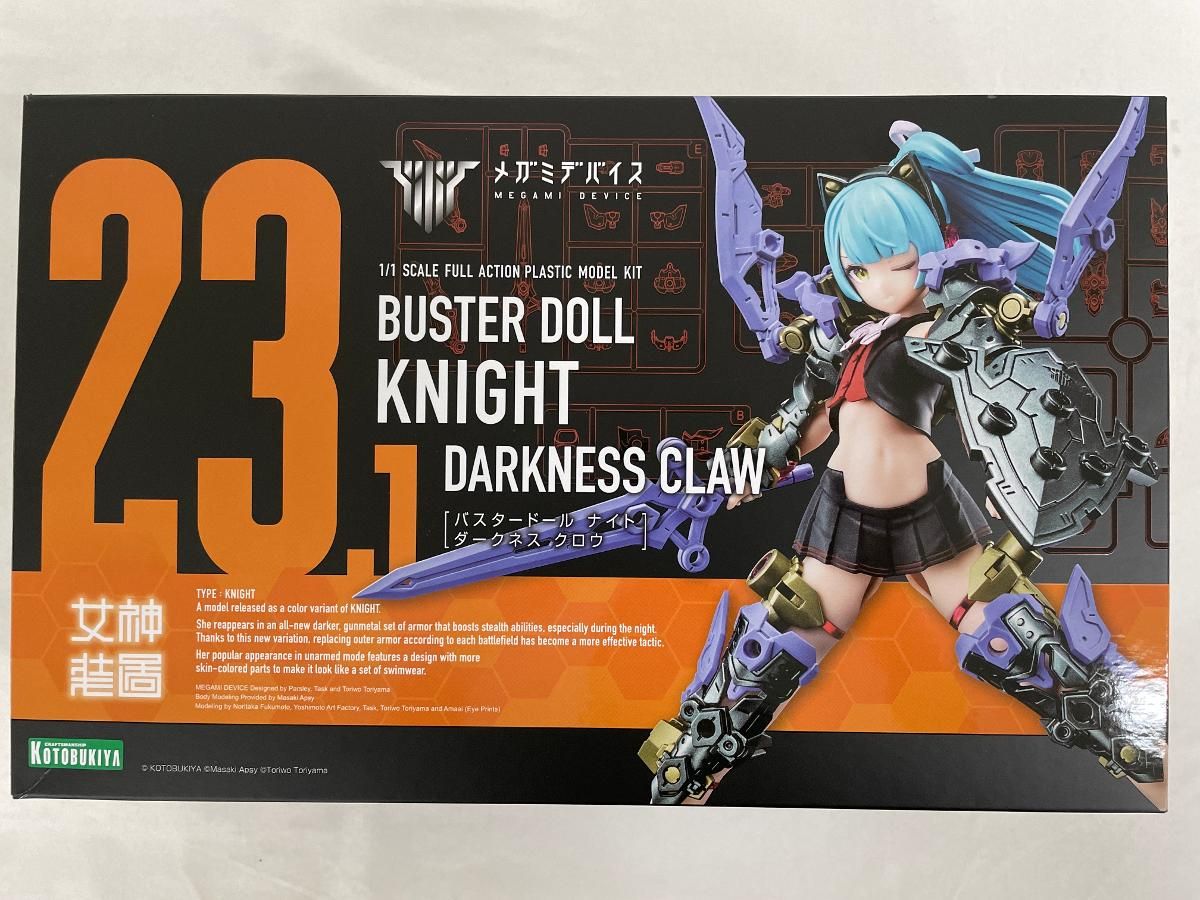 23.1
メガミデバイス
MEGAMI DEVICE
1/1 SCALE FULL ACTION PLASTIC MODEL KIT
BUSTER DOLL
KNIGHT
DARKNESS CLAW
[バスタードール ナイト
ダークネス クロウ]
E
B
女神
装置
TYPE : KNIGHT
A model released as a color variant of KNIGHT.
She reappears in an all-new darker, gunmetal set of armor that boosts stealth abilities, especially during the night.
Thanks to this new variation, replacing outer armor according to each battlefield has become a more effective tactic.
Her popular appearance in unarmed mode features a design with more
skin-colored parts to make it look like a set of swimwear.
MEGAMI DEVICE Designed by Parsley, Task and Toriwo Toriyama
Body Modeling Provided by Masaki Apsy
Modeling by Noritaka Fukumoto, Yoshimoto Art Factory, Task, Toriwo Toriyama and Amaai (Eye Prints)
CRAFTSMANSHIP
KOTOBUKIYA
© KOTOBUKIYA ©Masaki Apsy ©Toriwo Toriyama